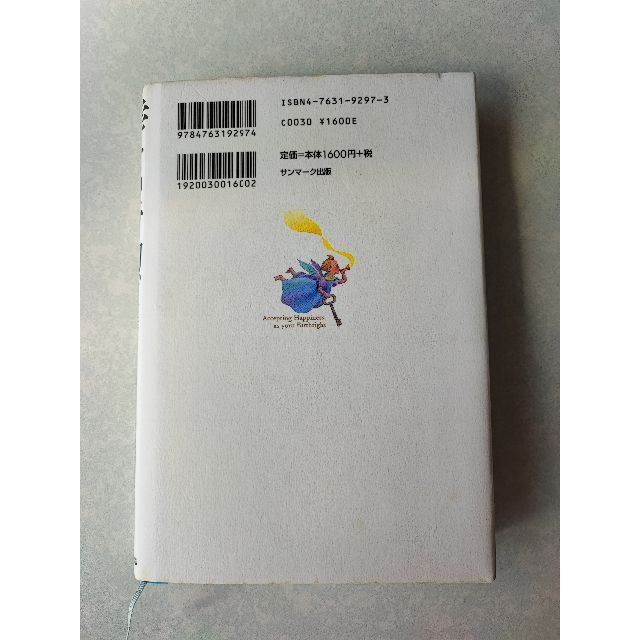 9784763192974
1920030016002
ISBN4-7631-9297-3
C0030 ¥1600E
定価=本体1600円+税
サンマーク出版
Accepting Happiness
as your Birthright